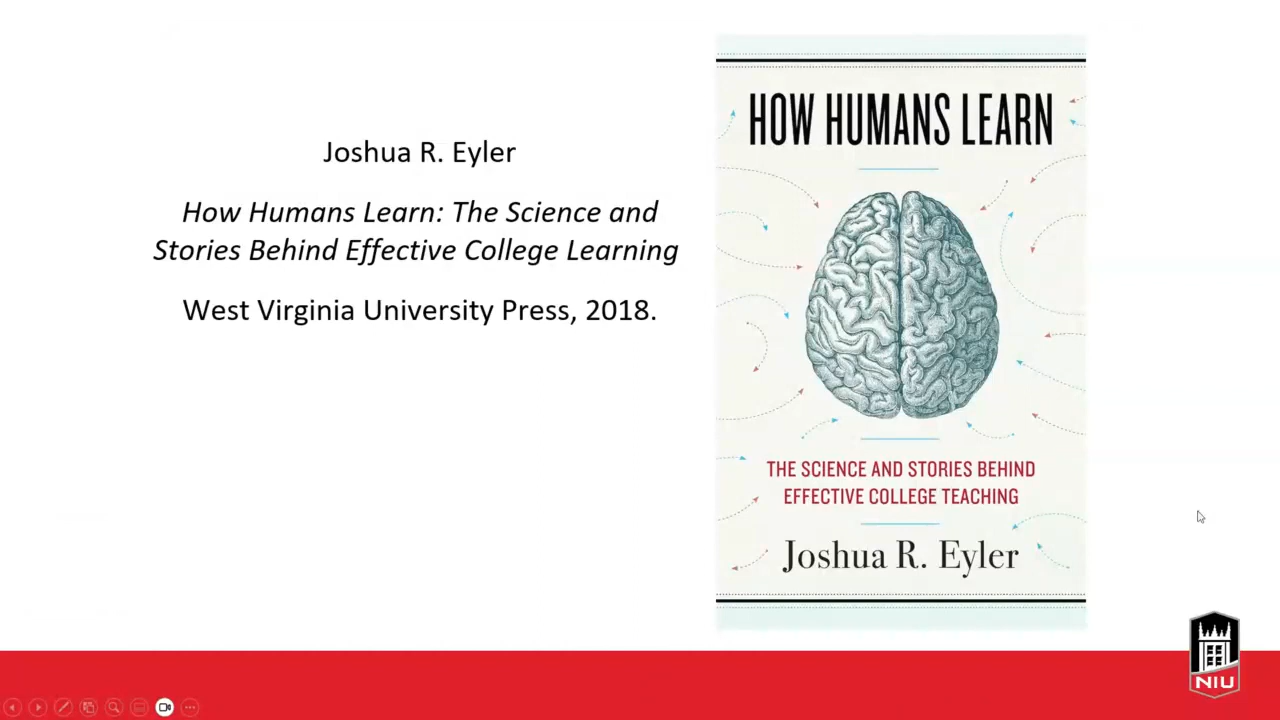 Joshua R. Eyler
How Humans Learn: The Science and
Stories Behind Effective College Learning
West Virginia University Press, 2018.
HOW HUMANS LEARN
THE SCIENCE AND STORIES BEHIND
EFFECTIVE COLLEGE TEACHING
Joshua R. Eyler
NIU